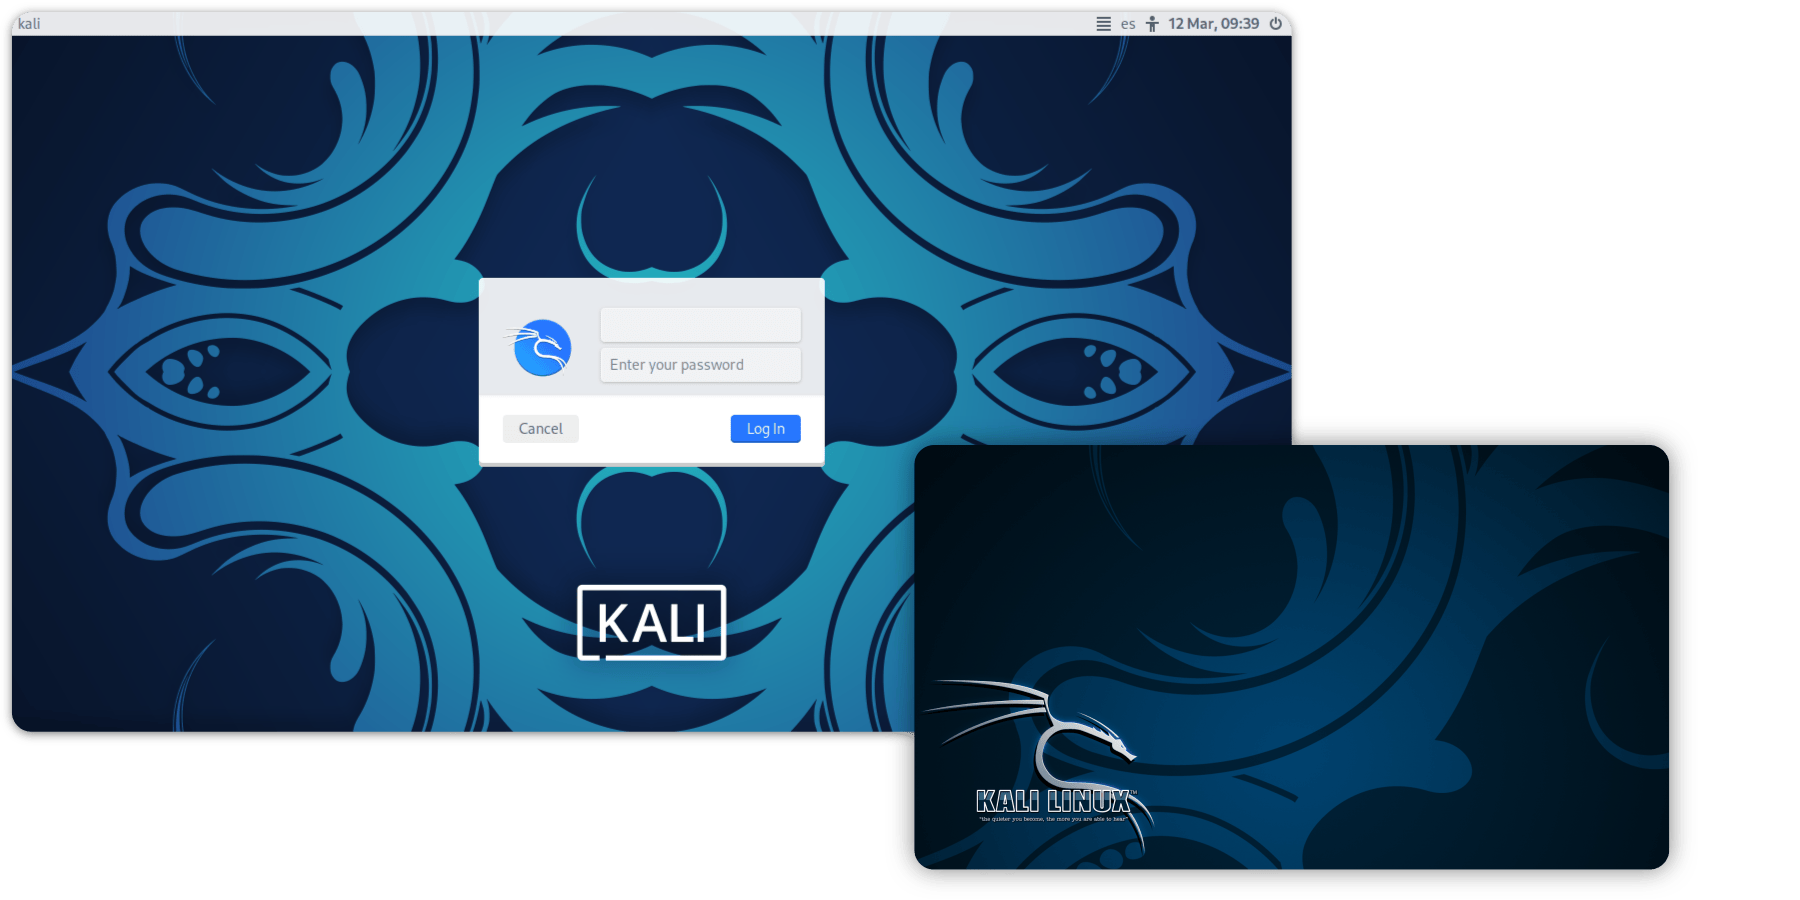 kali
es
12 Mar, 09:39
Enter your password
Cancel
Log In
KALI
KALI LINUX™
"the quieter you become, the more you are able to hear"